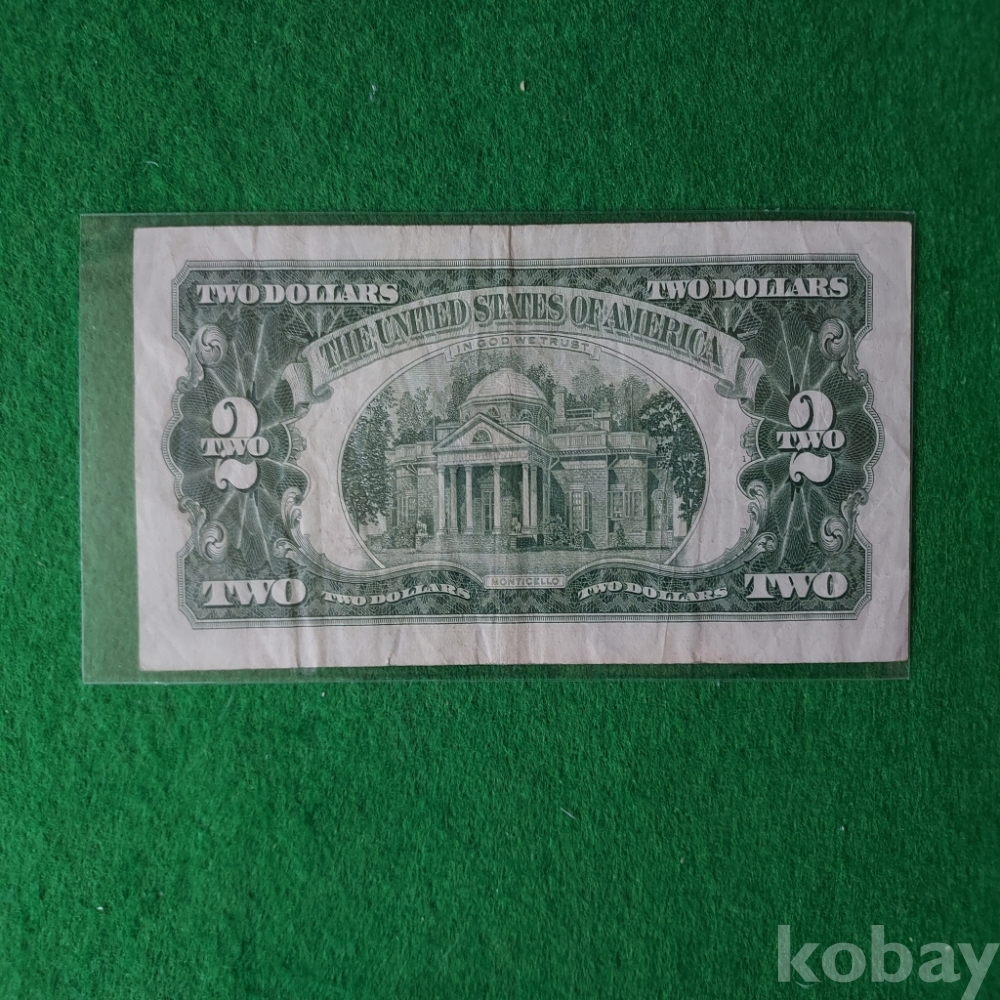 TWO DOLLARS TWO DOLLARS
THE UNITED STATES OF AMERICA
IN GOD WE TRUST
2 2
TWO TWO
MONTICELLO
TWO TWO DOLLARS TWO DOLLARS TWO
kobay